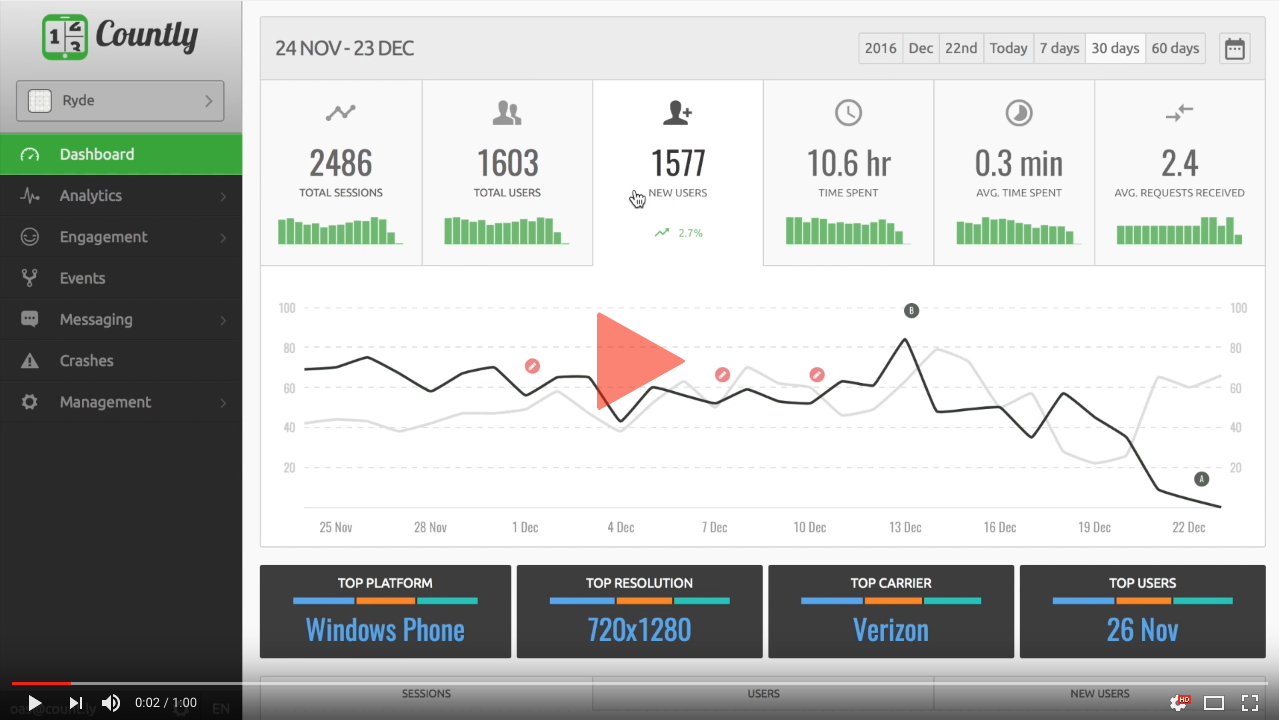 123 Countly
24 NOV - 23 DEC
2016 Dec 22nd Today 7 days 30 days 60 days
Ryde
Dashboard
Analytics
Engagement
Events
Messaging
Crashes
Management
2486
TOTAL SESSIONS
1603
TOTAL USERS
1577
NEW USERS
2.7%
10.6 hr
TIME SPENT
0.3 min
AVG. TIME SPENT
2.4
AVG. REQUESTS RECEIVED
100 100
80 80
60 60
40 40
20 20
B
A
25 Nov 28 Nov 1 Dec 4 Dec 7 Dec 10 Dec 13 Dec 16 Dec 19 Dec 22 Dec
TOP PLATFORM
Windows Phone
TOP RESOLUTION
720x1280
TOP CARRIER
Verizon
TOP USERS
26 Nov
SESSIONS USERS NEW USERS
0:02 / 1:00
EN
HD